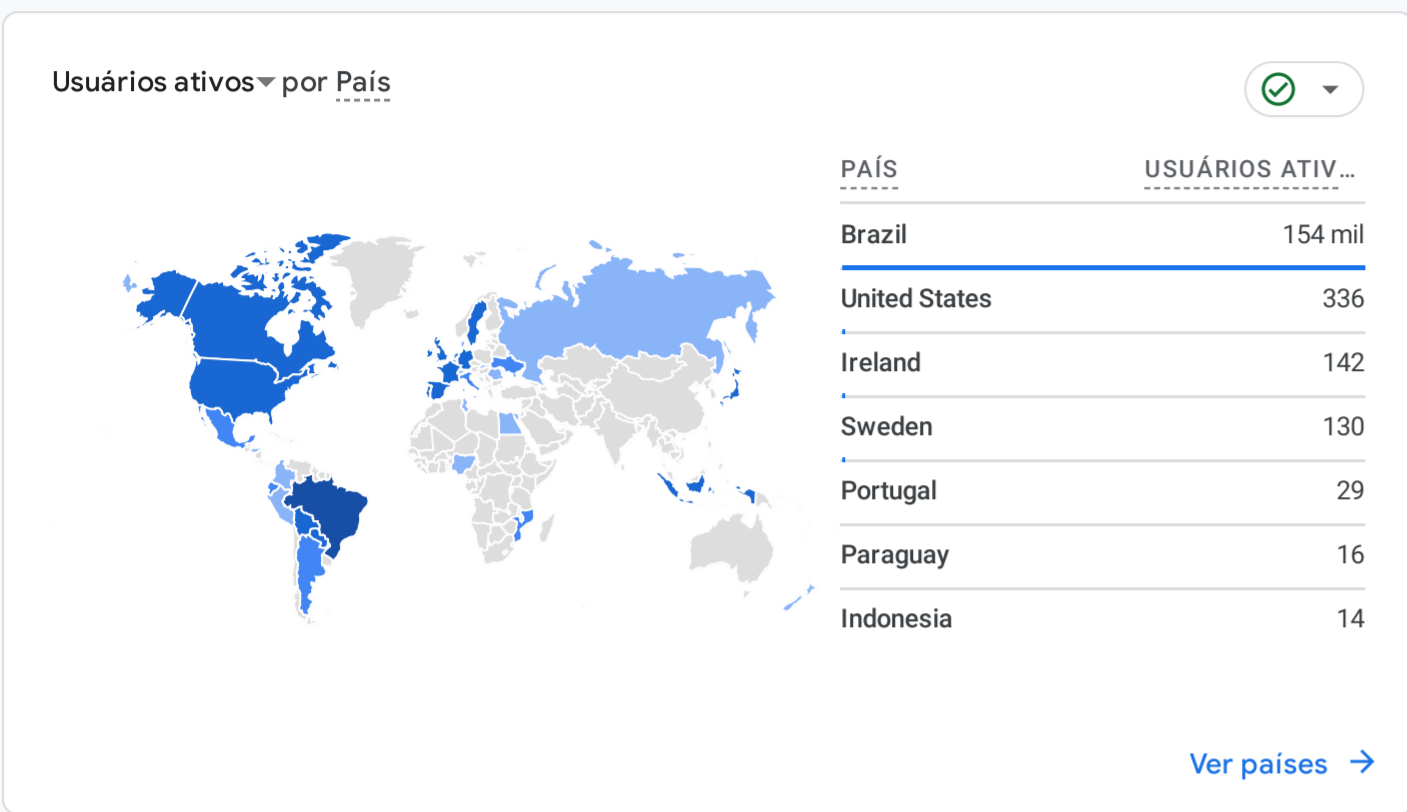 Usuários ativos por País
PAÍS USUÁRIOS ATIV...
Brazil 154 mil
United States 336
Ireland 142
Sweden 130
Portugal 29
Paraguay 16
Indonesia 14
Ver países